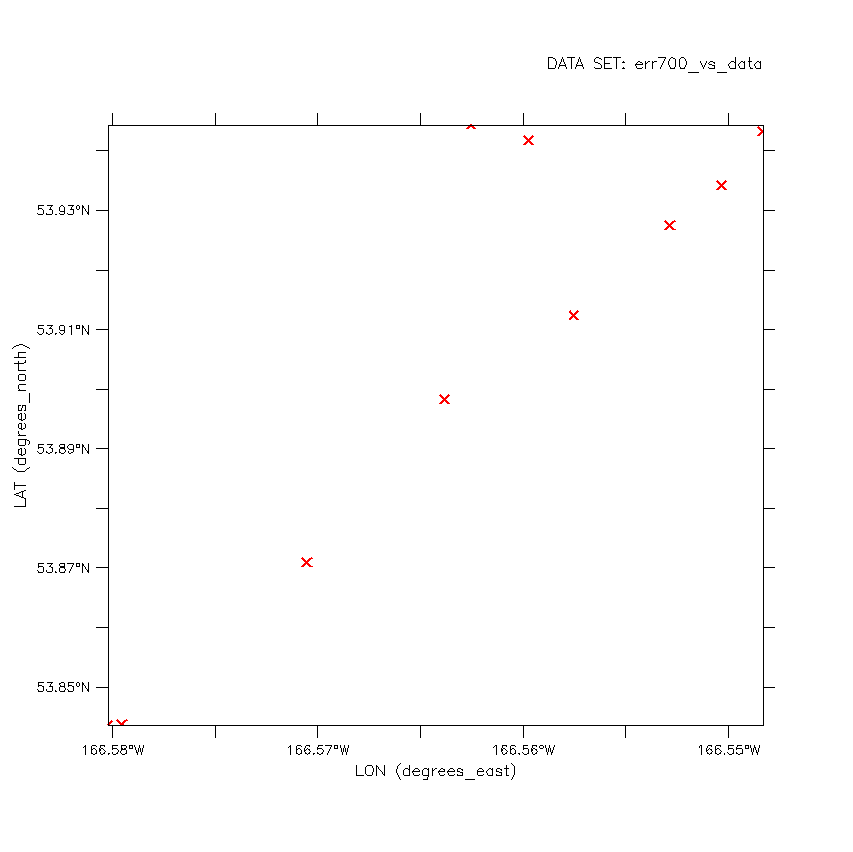 DATA SET: err700_vs_data
53.93°N
53.91°N
53.89°N
53.87°N
53.85°N
LAT (degrees_north)
166.58°W 166.57°W 166.56°W 166.55°W
LON (degrees_east)